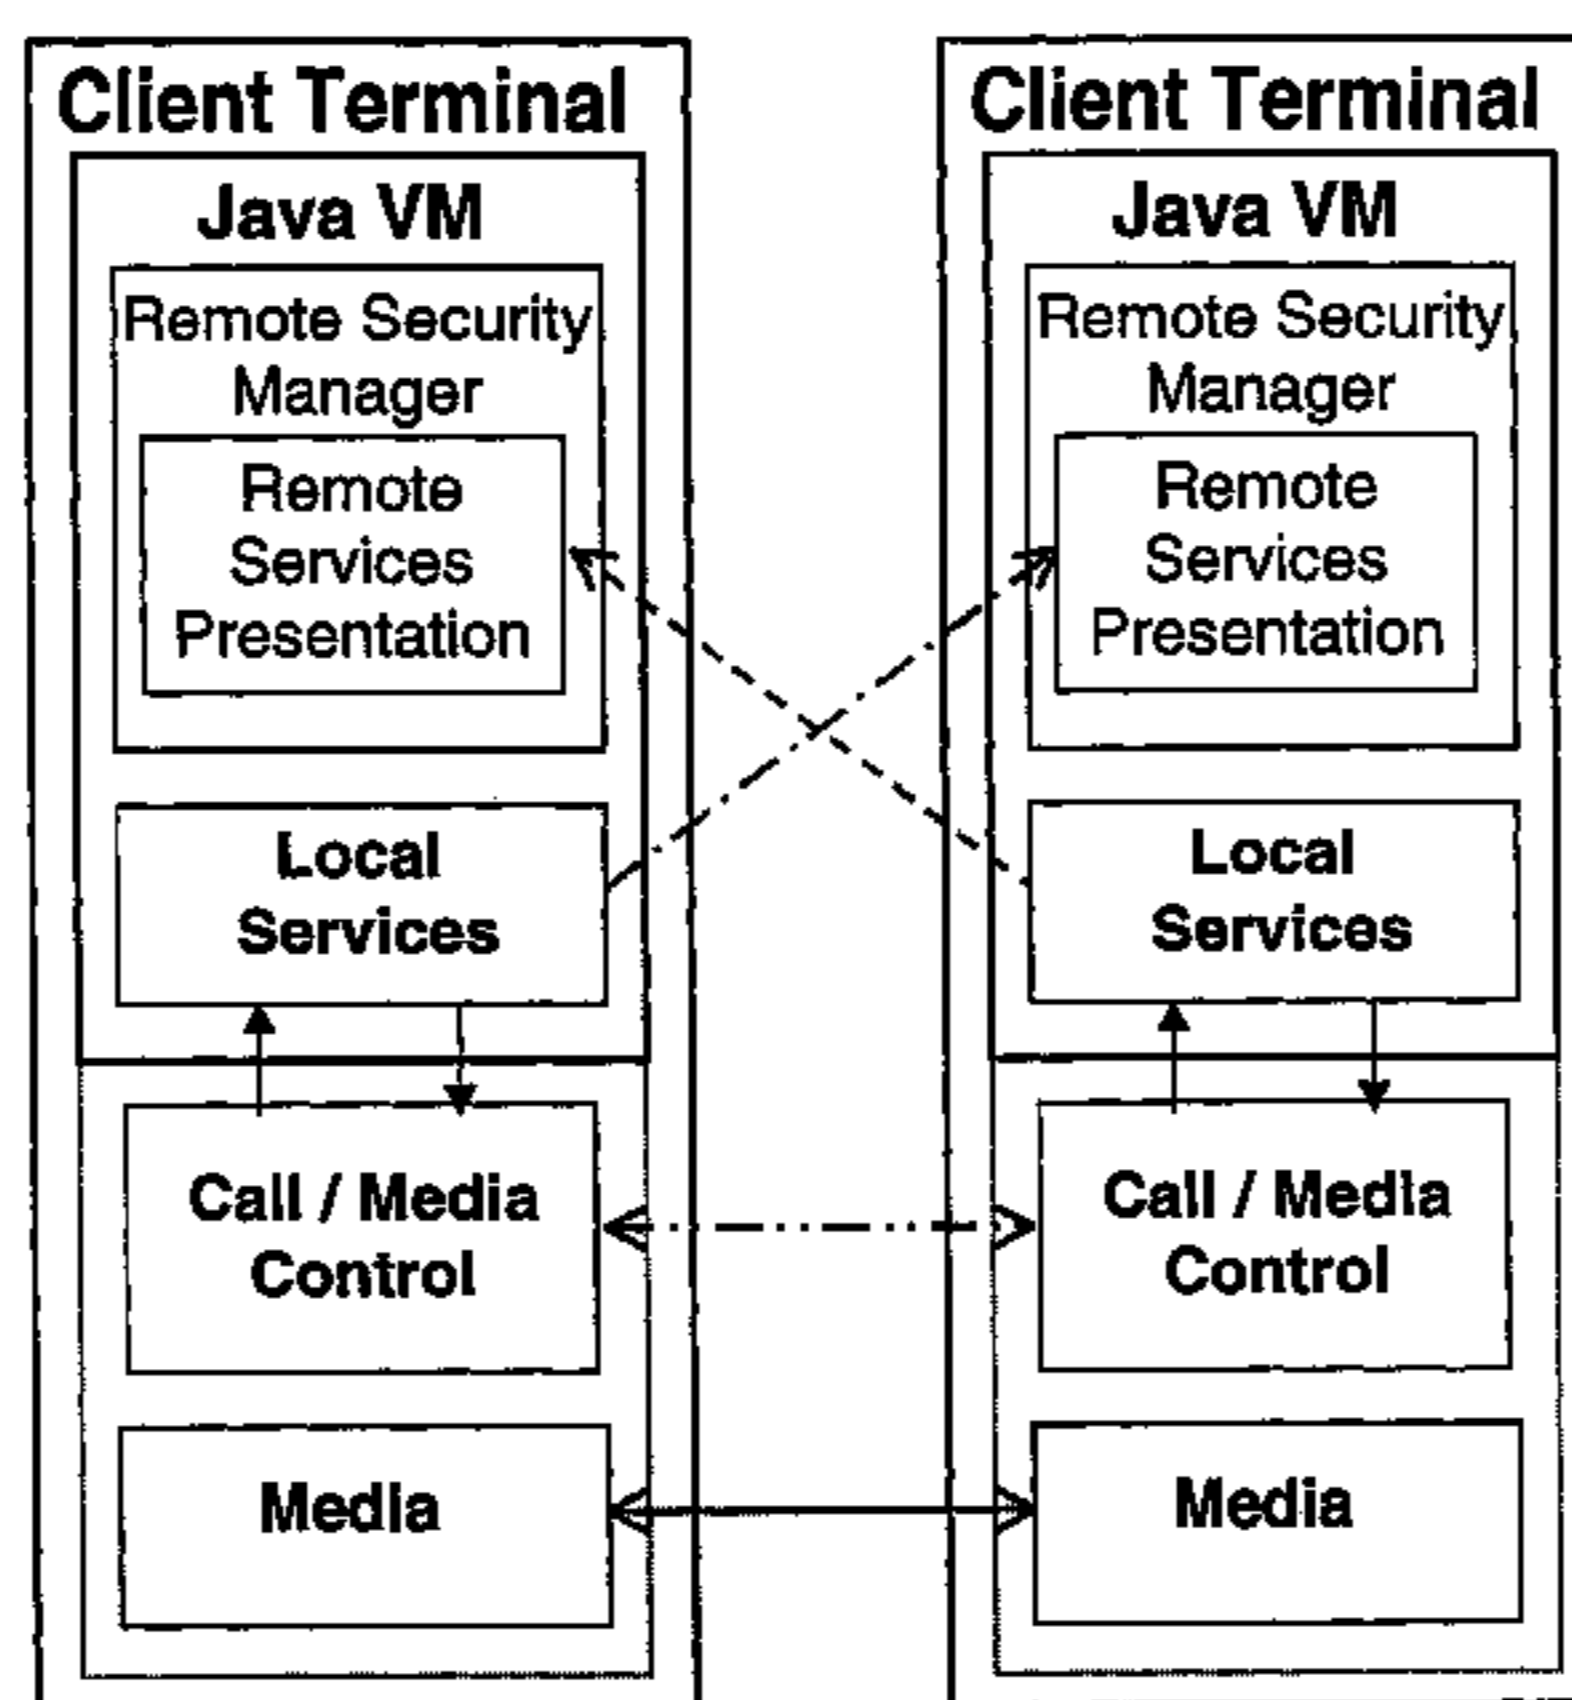 Client Terminal
Java VM
Remote Security
Manager
Remote
Services
Presentation
Local
Services
Call / Media
Control
Media
Client Terminal
Java VM
Remote Security
Manager
Remote
Services
Presentation
Local
Services
Call / Media
Control
Media